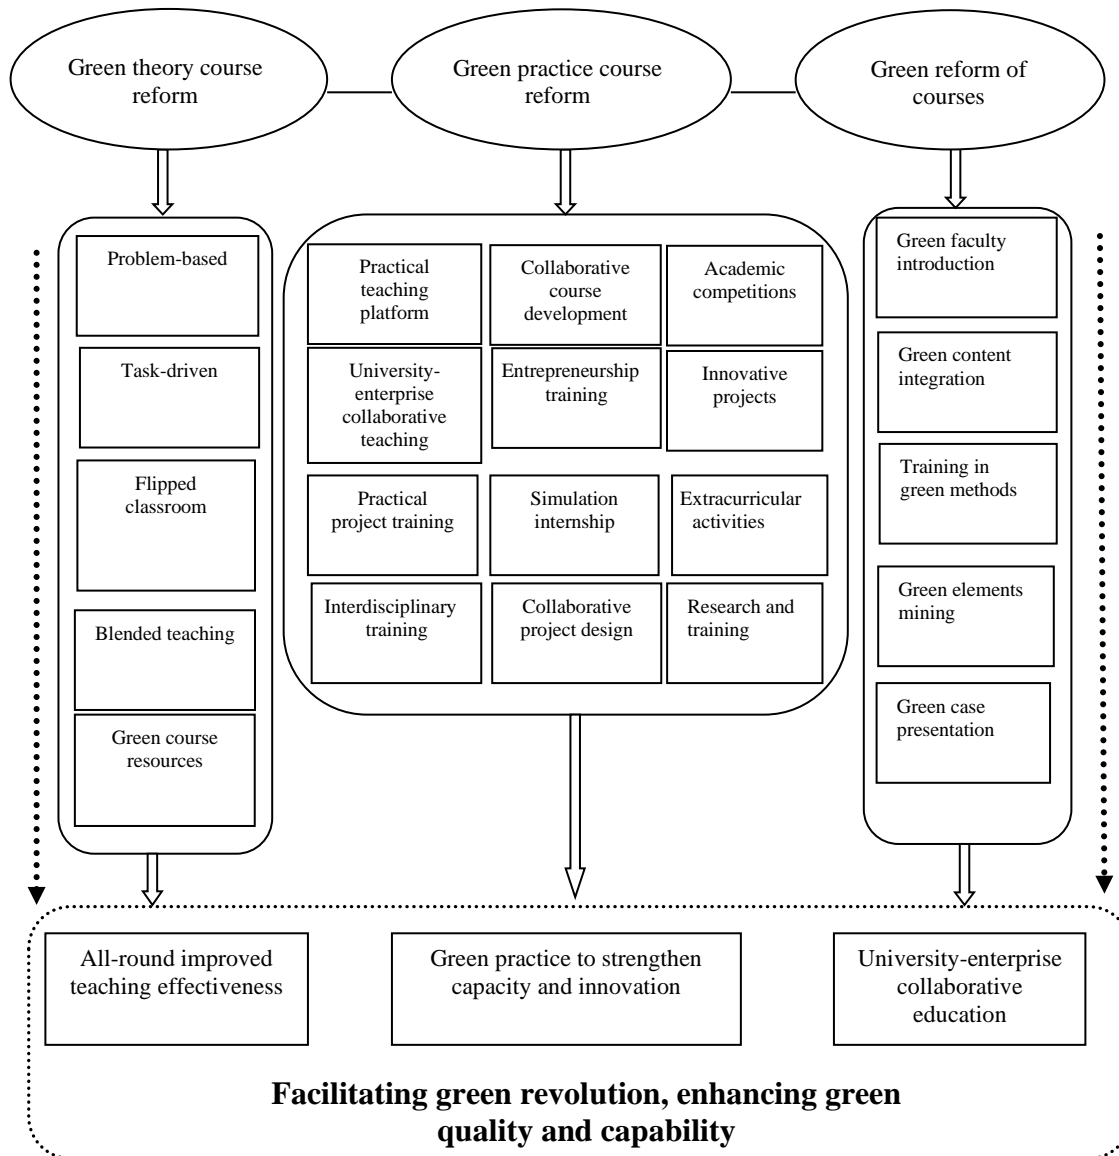 Green theory course
reform
Green practice course
reform
Green reform of
courses
Problem-based
Task-driven
Flipped
classroom
Blended teaching
Green course
resources
Practical
teaching
platform
Collaborative
course
development
Academic
competitions
University-
enterprise
collaborative
teaching
Entrepreneurship
training
Innovative
projects
Practical
project training
Simulation
internship
Extracurricular
activities
Interdisciplinary
training
Collaborative
project design
Research and
training
Green faculty
introduction
Green content
integration
Training in
green methods
Green elements
mining
Green case
presentation
All-round improved
teaching effectiveness
Green practice to strengthen
capacity and innovation
University-enterprise
collaborative
education
Facilitating green revolution, enhancing green
quality and capability